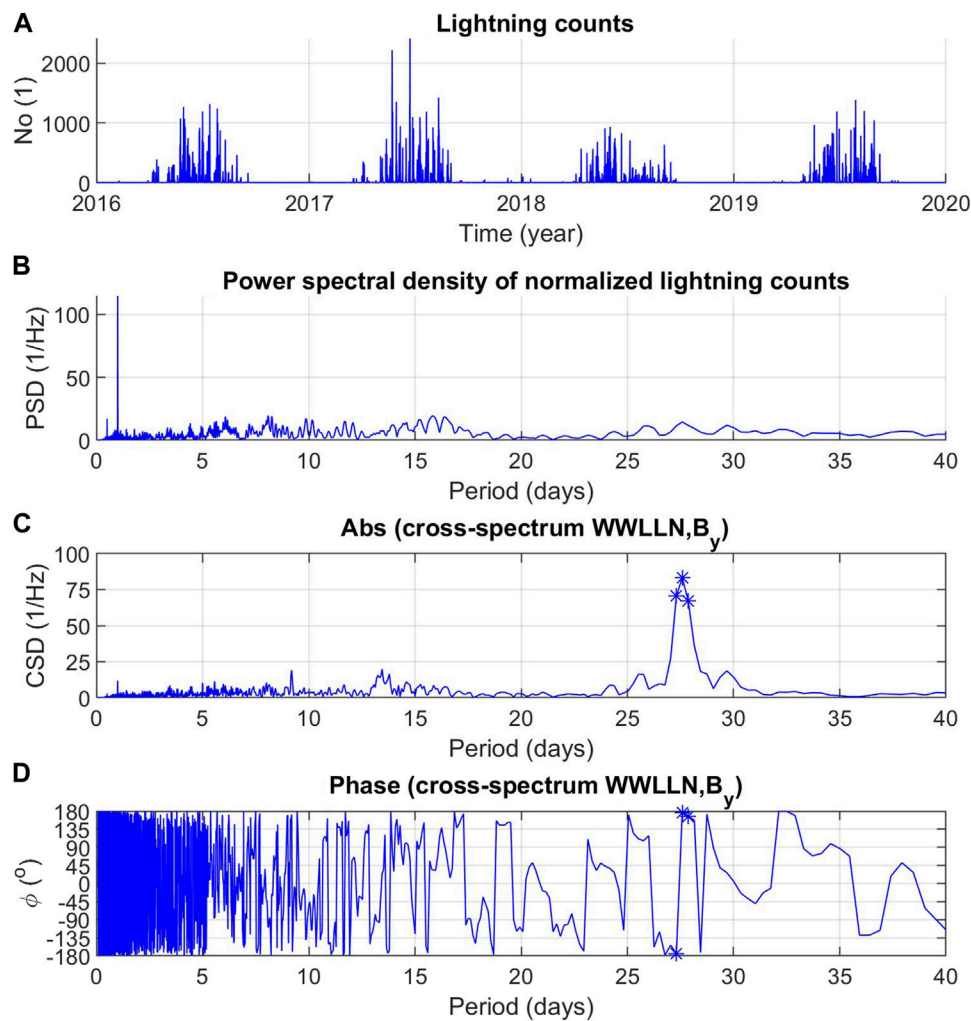 A
Lightning counts
No (1)
2000
1000
0
2016 2017 2018 2019 2020
Time (year)
B
Power spectral density of normalized lightning counts
PSD (1/Hz)
100
50
0
0 5 10 15 20 25 30 35 40
Period (days)
C
Abs (cross-spectrum WWLLN,By)
CSD (1/Hz)
100
75
50
25
0
0 5 10 15 20 25 30 35 40
Period (days)
D
Phase (cross-spectrum WWLLN,By)
ϕ (º)
180
135
90
45
0
-45
-90
-135
-180
0 5 10 15 20 25 30 35 40
Period (days)